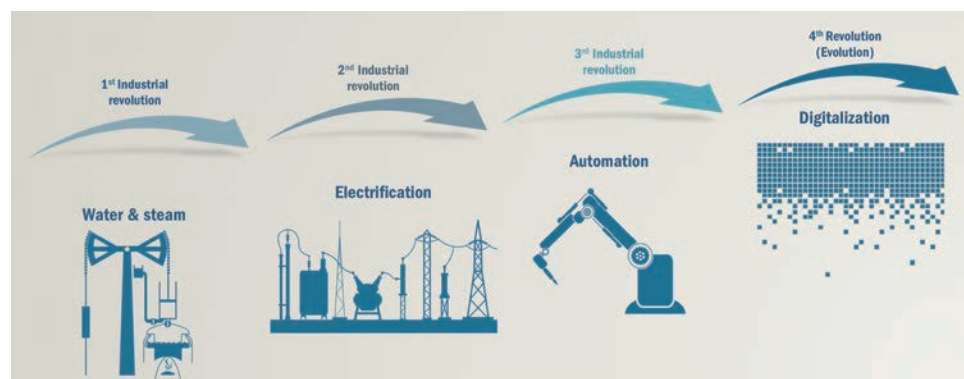 1st Industrial
revolution
Water & steam
2nd Industrial
revolution
Electrification
3rd Industrial
revolution
Automation
4th Revolution
(Evolution)
Digitalization